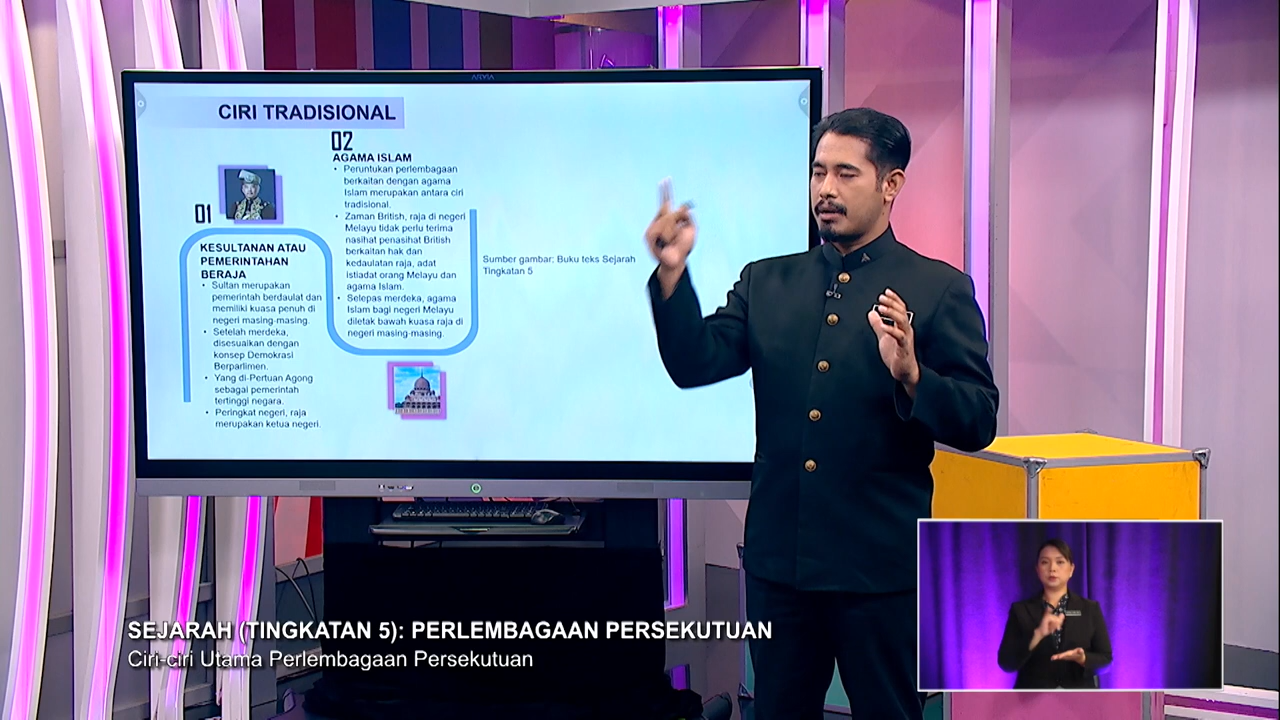 CIRI TRADISIONAL
02
AGAMA ISLAM
• Peruntukan perlembagaan
berkaitan dengan agama
Islam merupakan antara ciri
tradisional.
• Zaman British, raja di negeri
Melayu tidak perlu terima
nasihat penasihat British
berkaitan hak dan
kedaulatan raja, adat
istiadat orang Melayu dan
agama Islam.
• Selepas merdeka, agama
Islam bagi negeri Melayu
diletak bawah kuasa raja di
negeri masing-masing.
01
KESULTANAN ATAU
PEMERINTAHAN
BERAJA
• Sultan merupakan
pemerintah berdaulat dan
memiliki kuasa penuh di
negeri masing-masing.
• Setelah merdeka,
disesuaikan dengan
konsep Demokrasi
Berparlimen.
• Yang di-Pertuan Agong
sebagai pemerintah
tertinggi negara.
• Peringkat negeri, raja
merupakan ketua negeri.
Sumber gambar: Buku teks Sejarah
Tingkatan 5
SEJARAH (TINGKATAN 5): PERLEMBAGAAN PERSEKUTUAN
Ciri-ciri Utama Perlembagaan Persekutuan